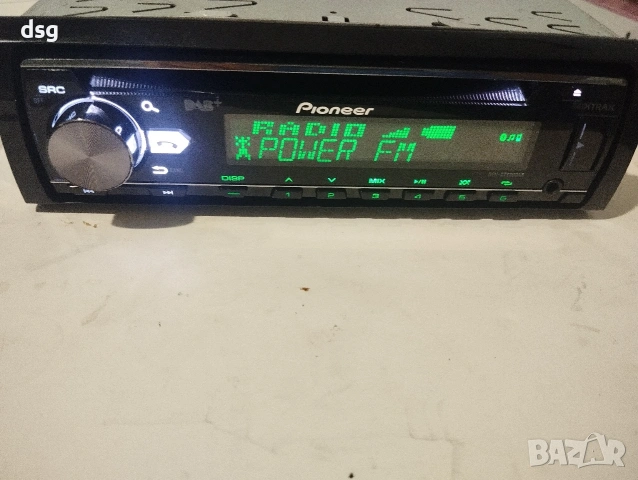 dsg
SRC
DAB+
Pioneer
RADIO
POWER FM
DISP
MIX
1 2 3 4 5 6
BAZAR